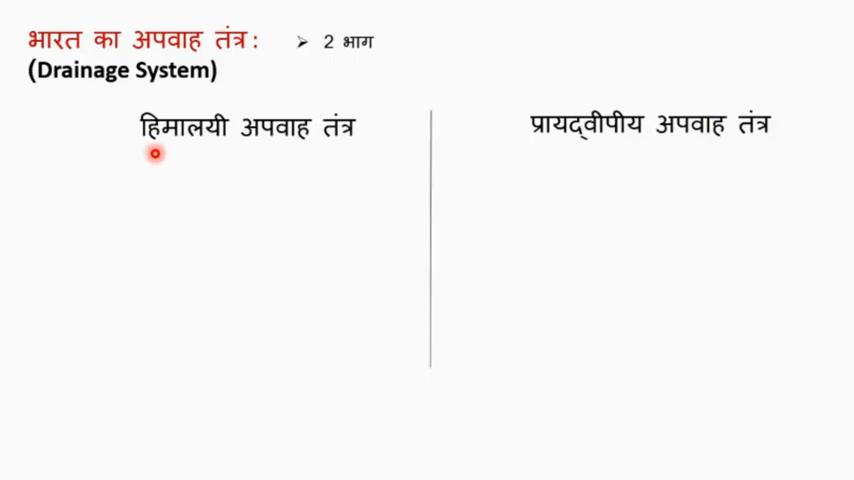 भारत का अपवाह तंत्र: ➢ 2 भाग
(Drainage System)
हिमालयी अपवाह तंत्र
प्रायद्वीपीय अपवाह तंत्र